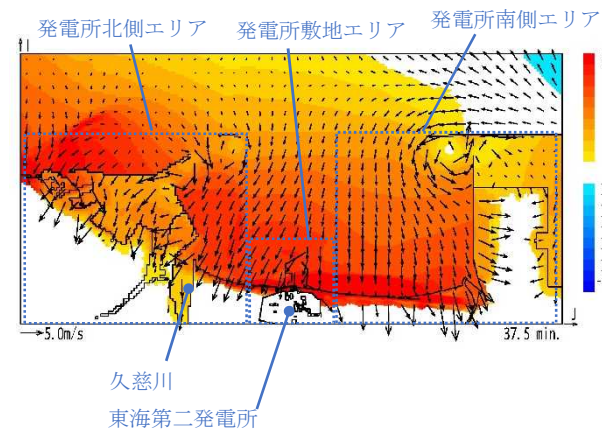 発電所北側エリア
発電所敷地エリア
発電所南側エリア
I
J
5.0m/s
37.5 min.
久慈川
東海第二発電所